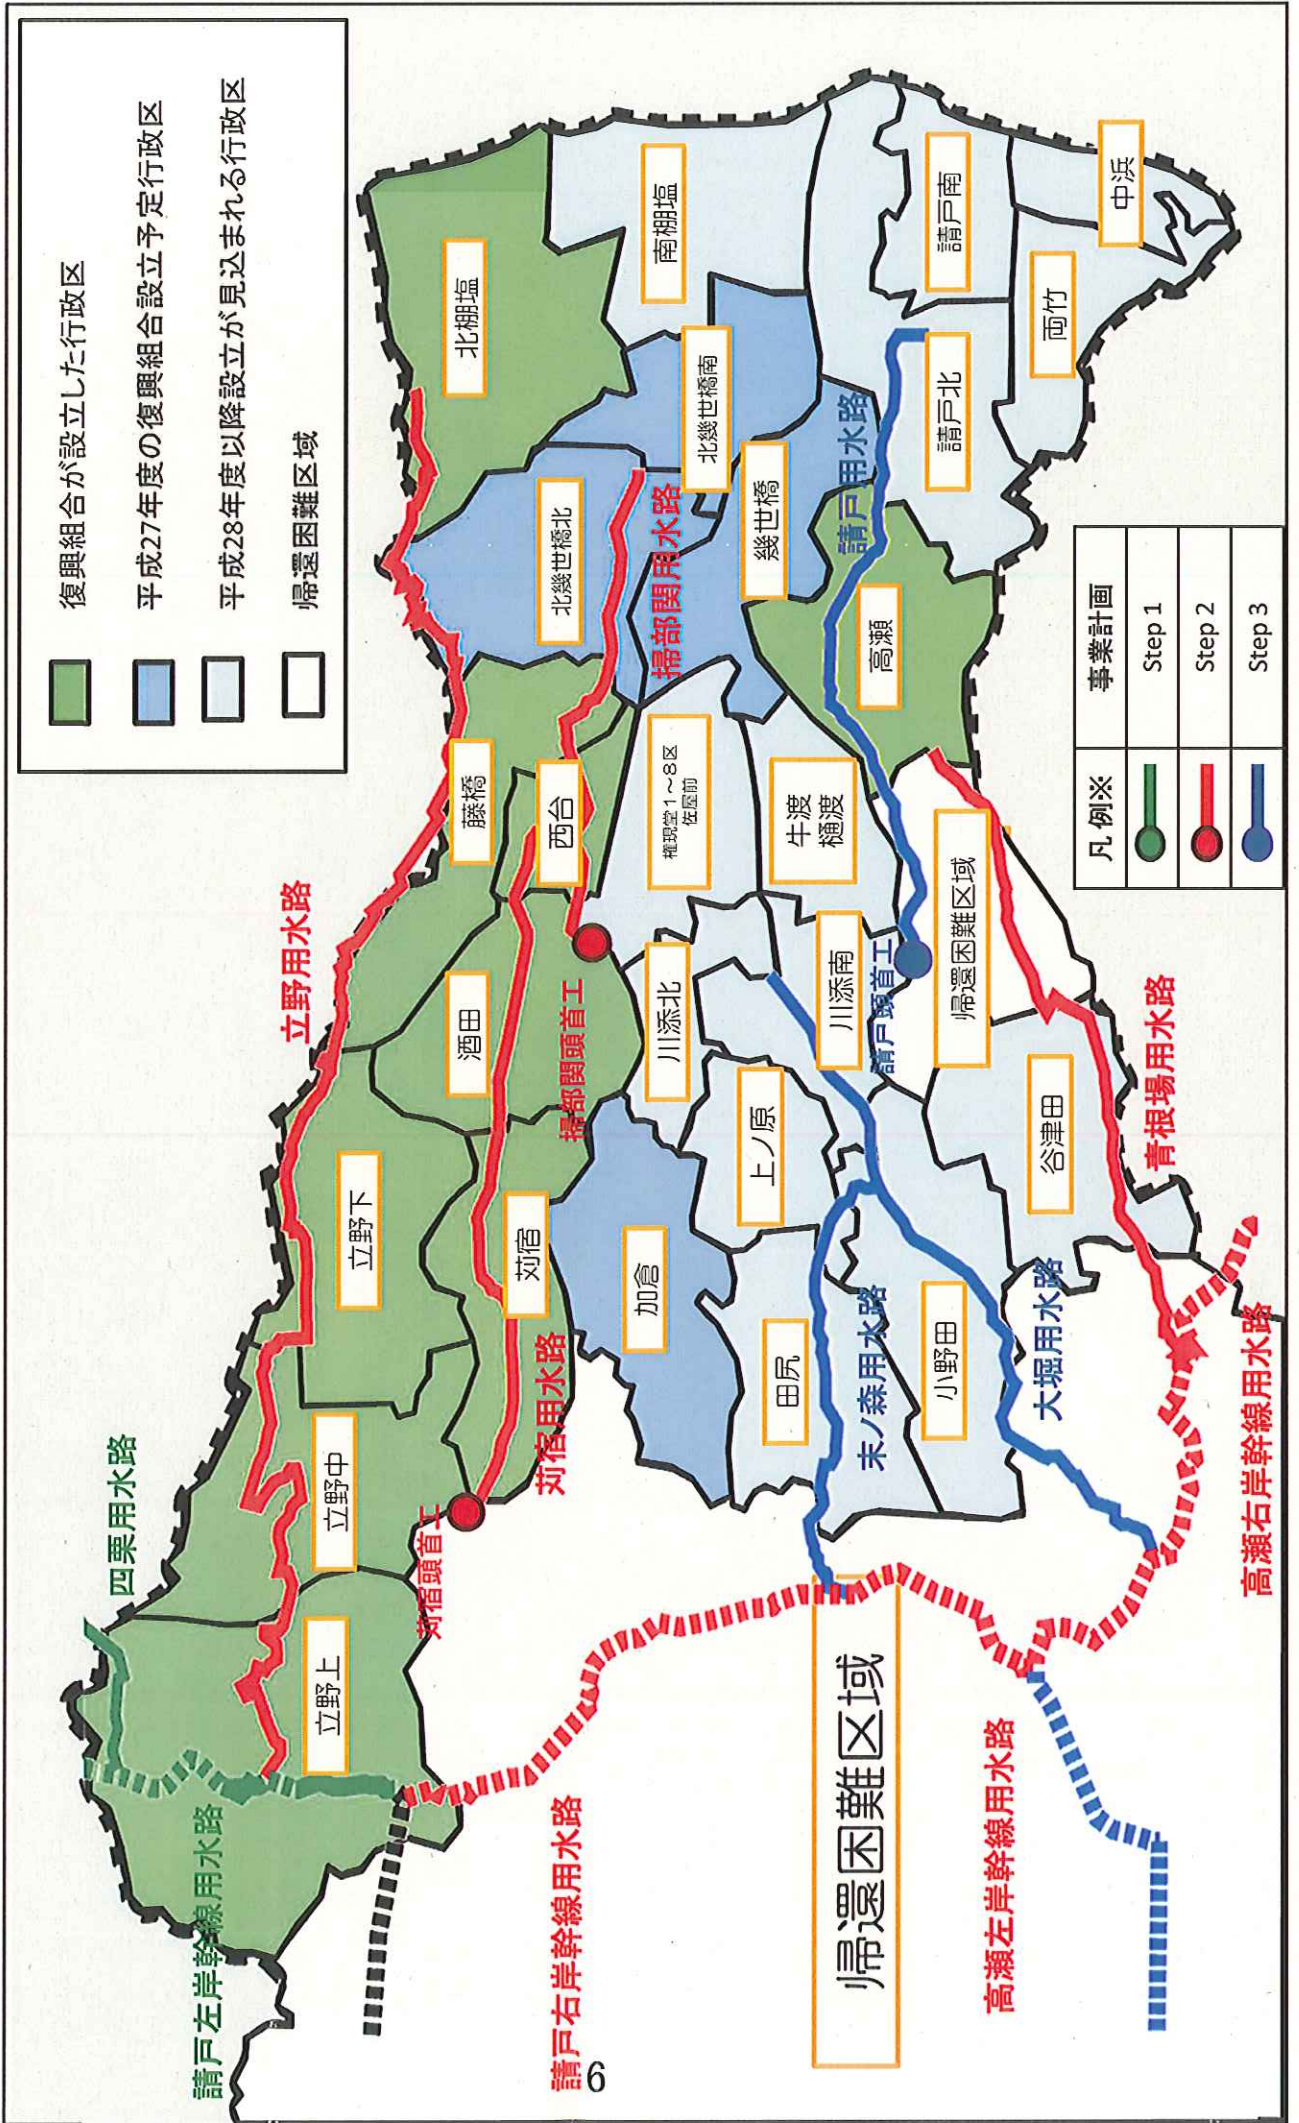 復興組合が設立した行政区
平成27年度の復興組合設立予定行政区
平成28年度以降設立が見込まれる行政区
帰還困難区域
四栗用水路
立野用水路
請戸左岸幹線用水路
立野上
立野中
立野下
酒田
藤橋
北棚塩
苅宿頭首工
苅宿用水路
苅宿
掃部関頭首工
西台
北幾世橋北
掃部関用水路
南棚塩
請戸右岸幹線用水路
加倉
川添北
権現堂1～8区
佐屋前
北幾世橋南
田尻
上ノ原
川添南
牛渡
樋渡
幾世橋
請戸用水路
末ノ森用水路
請戸頭首工
高瀬
帰還困難区域
小野田
帰還困難区域
請戸北
請戸南
高瀬左岸幹線用水路
大堀用水路
谷津田
両竹
中浜
青根場用水路
高瀬右岸幹線用水路
凡例※ 事業計画
Step 1
Step 2
Step 3
6